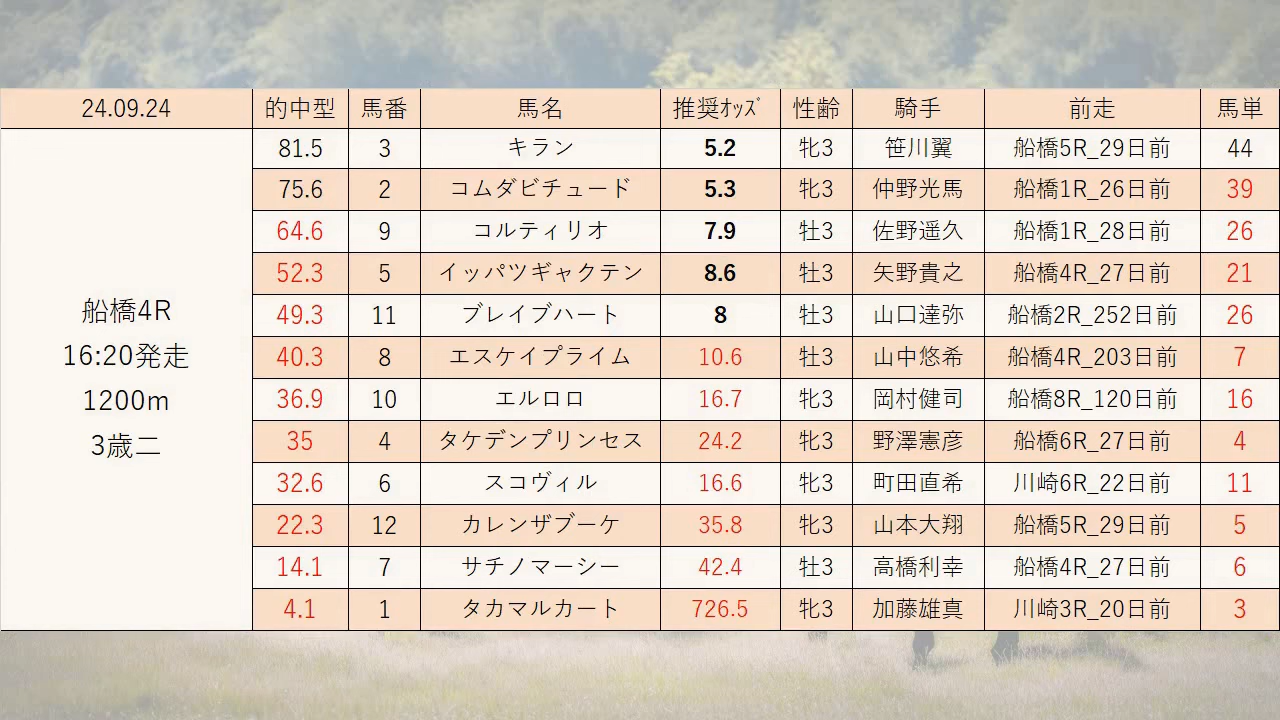 24.09.24 的中型 馬番 馬名 推奨ｵｯｽﾞ 性齢 騎手 前走 馬単
81.5 3 キラン 5.2 牝3 笹川翼 船橋5R_29日前 44
75.6 2 コムダビチュード 5.3 牝3 仲野光馬 船橋1R_26日前 39
64.6 9 コルティリオ 7.9 牡3 佐野遥久 船橋1R_28日前 26
52.3 5 イッパツギャクテン 8.6 牡3 矢野貴之 船橋4R_27日前 21
49.3 11 ブレイブハート 8 牡3 山口達弥 船橋2R_252日前 26
40.3 8 エスケイプライム 10.6 牡3 山中悠希 船橋4R_203日前 7
36.9 10 エルロロ 16.7 牝3 岡村健司 船橋8R_120日前 16
35 4 タケデンプリンセス 24.2 牝3 野澤憲彦 船橋6R_27日前 4
32.6 6 スコヴィル 16.6 牝3 町田直希 川崎6R_22日前 11
22.3 12 カレンザブーケ 35.8 牝3 山本大翔 船橋5R_29日前 5
14.1 7 サチノマーシー 42.4 牡3 高橋利幸 船橋4R_27日前 6
4.1 1 タカマルカート 726.5 牝3 加藤雄真 川崎3R_20日前 3
船橋4R
16:20発走
1200m
3歳二